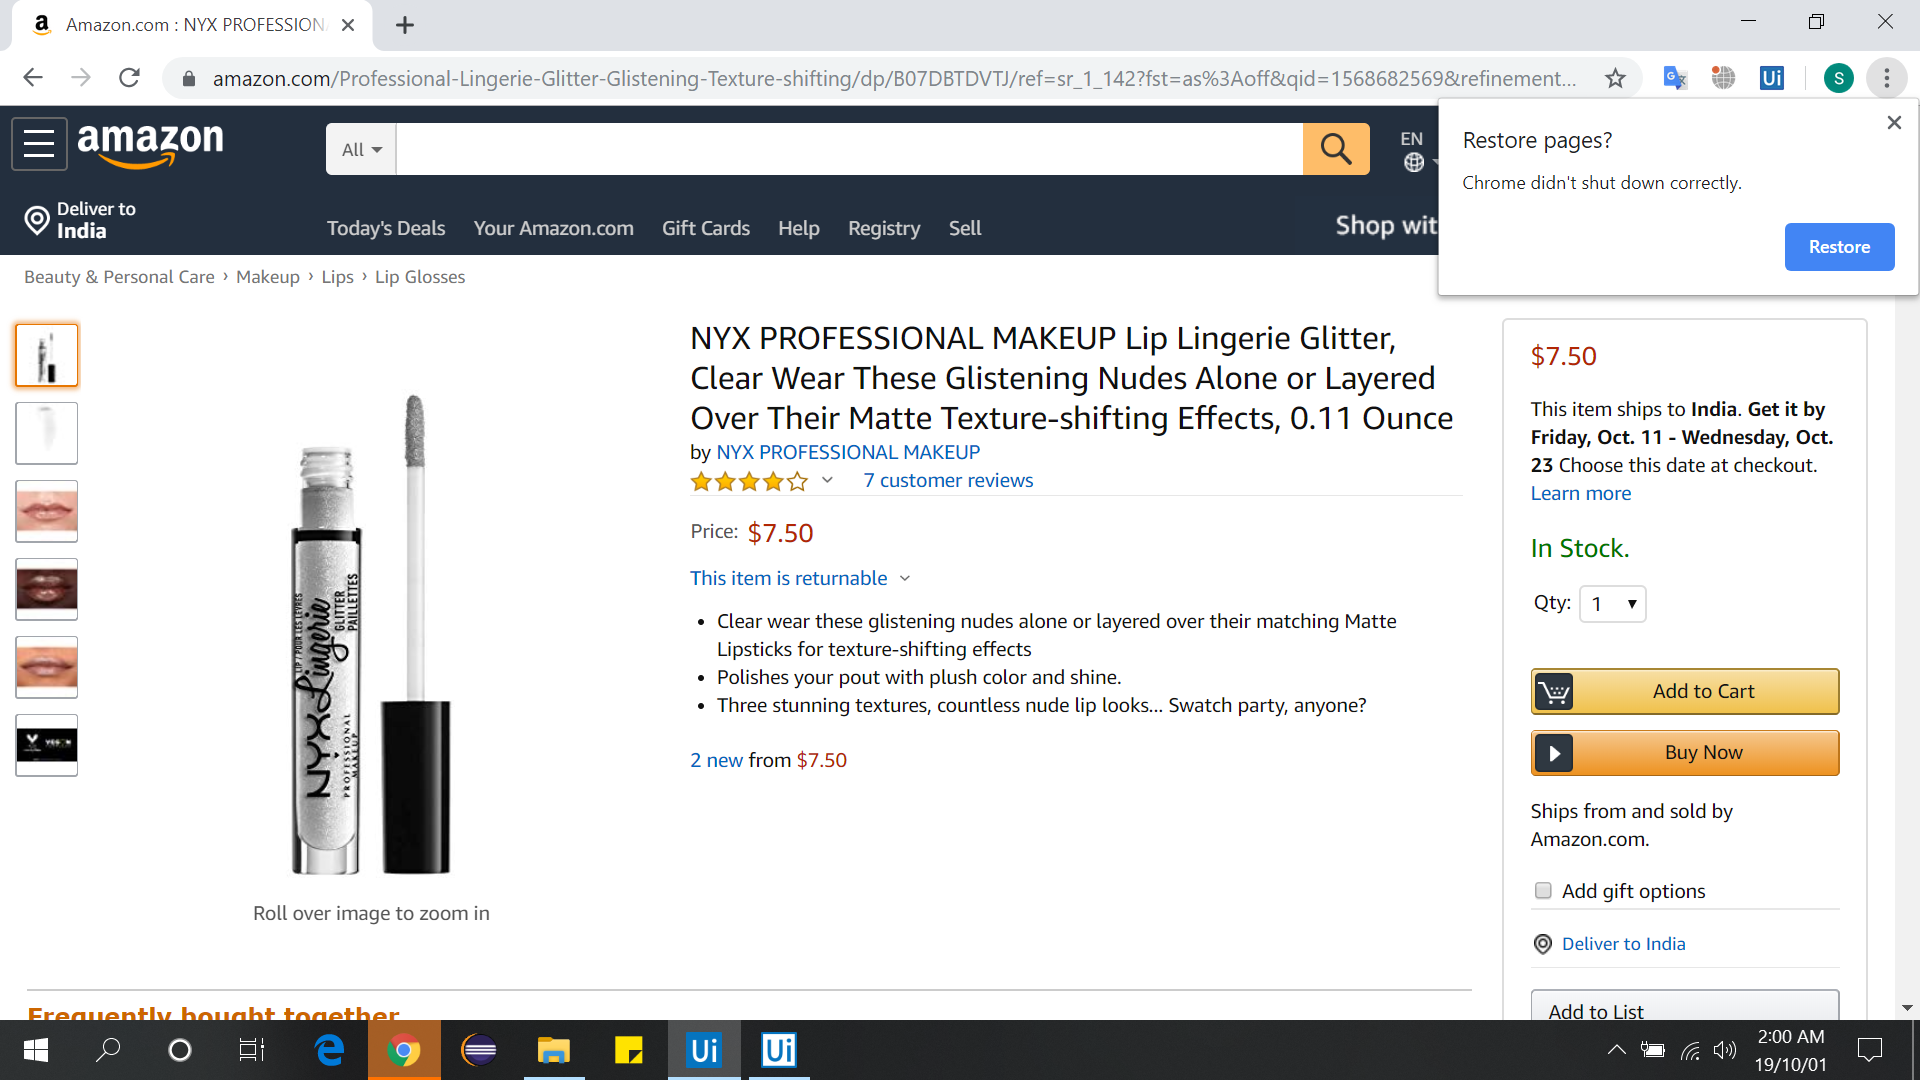 Amazon.com : NYX PROFESSION
amazon.com/Professional-Lingerie-Glitter-Glistening-Texture-shifting/dp/B07DBTDVTJ/ref=sr_1_142?fst=as%3Aoff&qid=1568682569&refinement...
S
Restore pages?
Chrome didn't shut down correctly.
Restore
amazon
All
EN
Deliver to
India
Today's Deals Your Amazon.com Gift Cards Help Registry Sell
Shop wit
Beauty & Personal Care › Makeup › Lips › Lip Glosses
NYX PROFESSIONAL MAKEUP Lip Lingerie Glitter,
Clear Wear These Glistening Nudes Alone or Layered
Over Their Matte Texture-shifting Effects, 0.11 Ounce
by NYX PROFESSIONAL MAKEUP
7 customer reviews
Price: $7.50
This item is returnable
• Clear wear these glistening nudes alone or layered over their matching Matte
Lipsticks for texture-shifting effects
• Polishes your pout with plush color and shine.
• Three stunning textures, countless nude lip looks... Swatch party, anyone?
2 new from $7.50
NYX
PROFESSIONAL
MAKEUP
Lingerie
LIP / POUR LES LÈVRES
GLITTER
PAILLETTES
Roll over image to zoom in
$7.50
This item ships to India. Get it by
Friday, Oct. 11 - Wednesday, Oct.
23 Choose this date at checkout.
Learn more
In Stock.
Qty: 1
Add to Cart
Buy Now
Ships from and sold by
Amazon.com.
Add gift options
Deliver to India
Add to List
Frequently bought together
Ui
Ui
Ui
2:00 AM
19/10/01